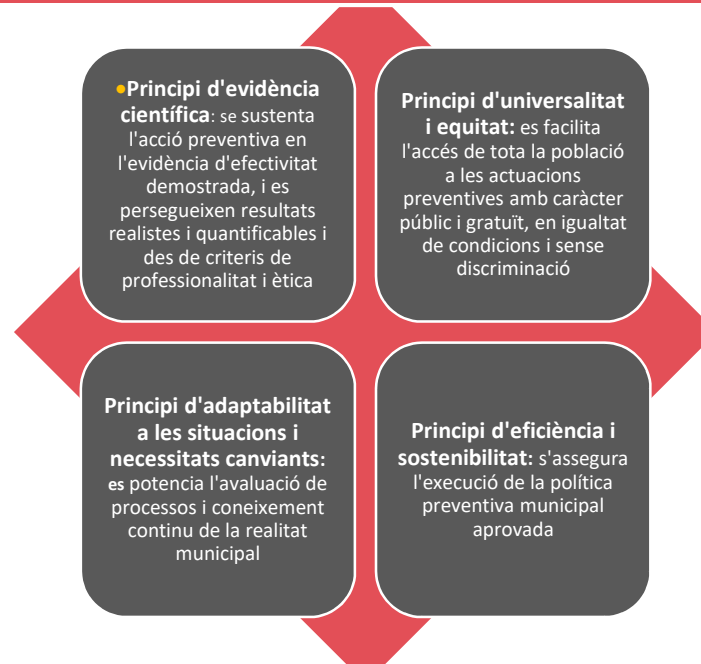 •Principi d'evidència
científica: se sustenta
l'acció preventiva en
l'evidència d'efectivitat
demostrada, i es
persegueixen resultats
realistes i quantificables i
des de criteris de
professionalitat i ètica
Principi d'universalitat
i equitat: es facilita
l'accés de tota la població
a les actuacions
preventives amb caràcter
públic i gratuït, en igualtat
de condicions i sense
discriminació
Principi d'adaptabilitat
a les situacions i
necessitats canviants:
es potencia l'avaluació de
processos i coneixement
continu de la realitat
municipal
Principi d'eficiència i
sostenibilitat: s'assegura
l'execució de la política
preventiva municipal
aprovada